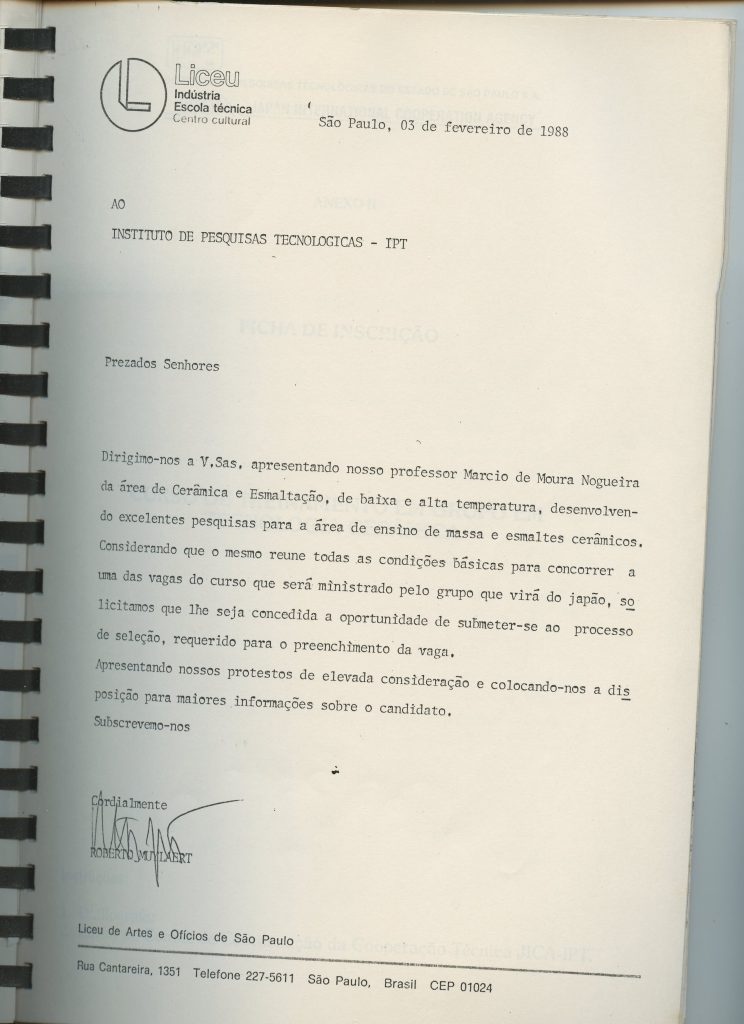 Liceu
Indústria
Escola técnica
Centro cultural
São Paulo, 03 de fevereiro de 1988
AO
INSTITUTO DE PESQUISAS TECNOLOGICAS - IPT
ANEXO II
FICHA DE INSCRIÇÃO
Prezados Senhores
Dirigimo-nos a V.Sas. apresentando nosso professor Marcio de Moura Nogueira
da área de Cerâmica e Esmaltação, de baixa e alta temperatura, desenvolven-
do excelentes pesquisas para a área de ensino de massa e esmaltes cerâmicos.
Considerando que o mesmo reune todas as condições básicas para concorrer a
uma das vagas do curso que será ministrado pelo grupo que virá do japão, so
licitamos que lhe seja concedida a oportunidade de submeter-se ao processo
de seleção, requerido para o preenchimento da vaga.
Apresentando nossos protestos de elevada consideração e colocando-nos a dis
posição para maiores informações sobre o candidato.
Subscrevemo-nos
Cordialmente
ROBERTO MUYLAERT
Liceu de Artes e Ofícios de São Paulo
Rua Cantareira, 1351 Telefone 227-5611 São Paulo, Brasil CEP 01024